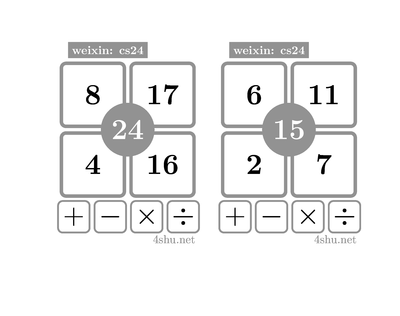 weixin: cs24
8 17
24
4 16
+ − × ÷
4shu.net
weixin: cs24
6 11
15
2 7
+ − × ÷
4shu.net